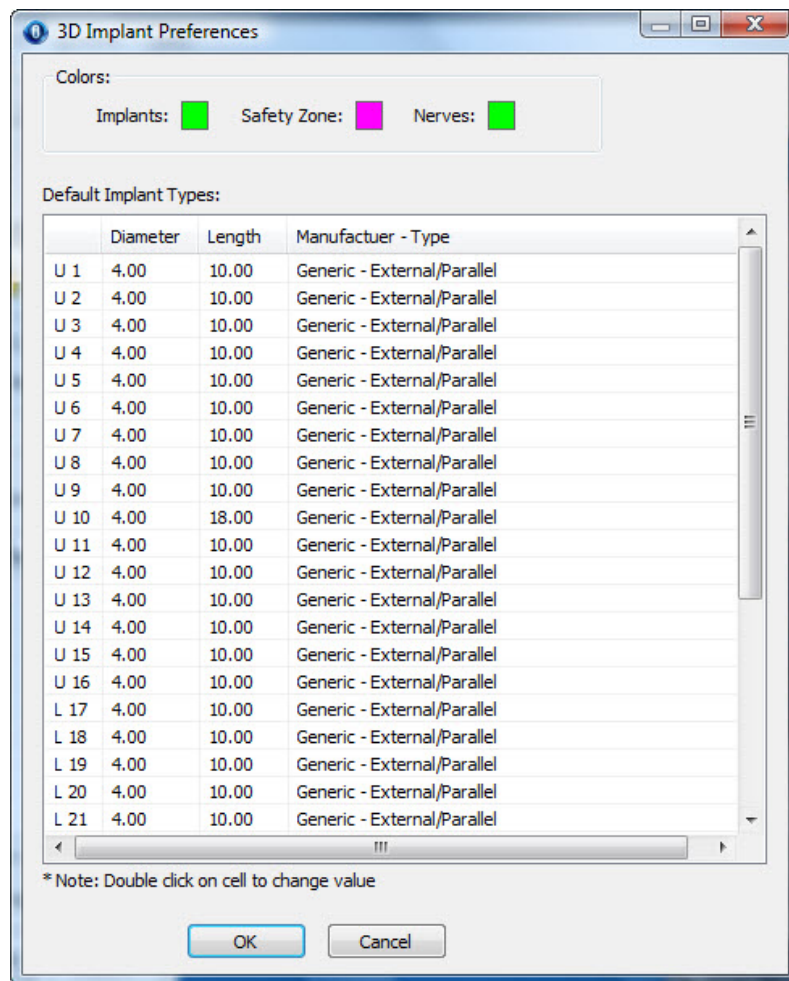 3D Implant Preferences
Colors:
Implants: Safety Zone: Nerves:
Default Implant Types:
Diameter Length Manufactuer - Type
U 1 4.00 10.00 Generic - External/Parallel
U 2 4.00 10.00 Generic - External/Parallel
U 3 4.00 10.00 Generic - External/Parallel
U 4 4.00 10.00 Generic - External/Parallel
U 5 4.00 10.00 Generic - External/Parallel
U 6 4.00 10.00 Generic - External/Parallel
U 7 4.00 10.00 Generic - External/Parallel
U 8 4.00 10.00 Generic - External/Parallel
U 9 4.00 10.00 Generic - External/Parallel
U 10 4.00 18.00 Generic - External/Parallel
U 11 4.00 10.00 Generic - External/Parallel
U 12 4.00 10.00 Generic - External/Parallel
U 13 4.00 10.00 Generic - External/Parallel
U 14 4.00 10.00 Generic - External/Parallel
U 15 4.00 10.00 Generic - External/Parallel
U 16 4.00 10.00 Generic - External/Parallel
L 17 4.00 10.00 Generic - External/Parallel
L 18 4.00 10.00 Generic - External/Parallel
L 19 4.00 10.00 Generic - External/Parallel
L 20 4.00 10.00 Generic - External/Parallel
L 21 4.00 10.00 Generic - External/Parallel
* Note: Double click on cell to change value
OK Cancel